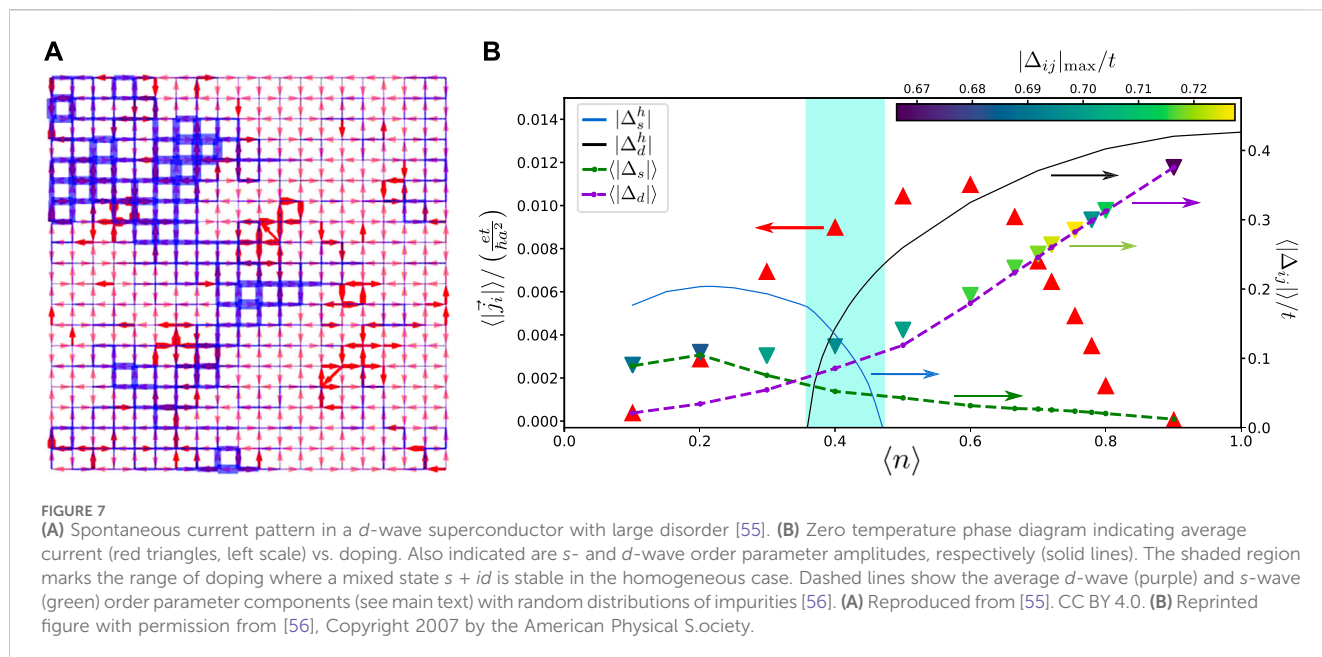 A
B
|Δ_ij|_max/t
0.67 0.68 0.69 0.70 0.71 0.72
|Δ_s^h|
|Δ_d^h|
⟨|Δ_s|⟩
⟨|Δ_d|⟩
0.014
0.012
0.010
0.008
0.006
0.004
0.002
0.000
⟨|j⃗_i|⟩/(et/ħa²)
0.4
0.3
0.2
0.1
0.0
⟨|Δ_ij|⟩/t
0.0 0.2 0.4 0.6 0.8 1.0
⟨n⟩
FIGURE 7
(A) Spontaneous current pattern in a d-wave superconductor with large disorder [55]. (B) Zero temperature phase diagram indicating average
current (red triangles, left scale) vs. doping. Also indicated are s- and d-wave order parameter amplitudes, respectively (solid lines). The shaded region
marks the range of doping where a mixed state s + id is stable in the homogeneous case. Dashed lines show the average d-wave (purple) and s-wave
(green) order parameter components (see main text) with random distributions of impurities [56]. (A) Reproduced from [55]. CC BY 4.0. (B) Reprinted
figure with permission from [56], Copyright 2007 by the American Physical S.ociety.